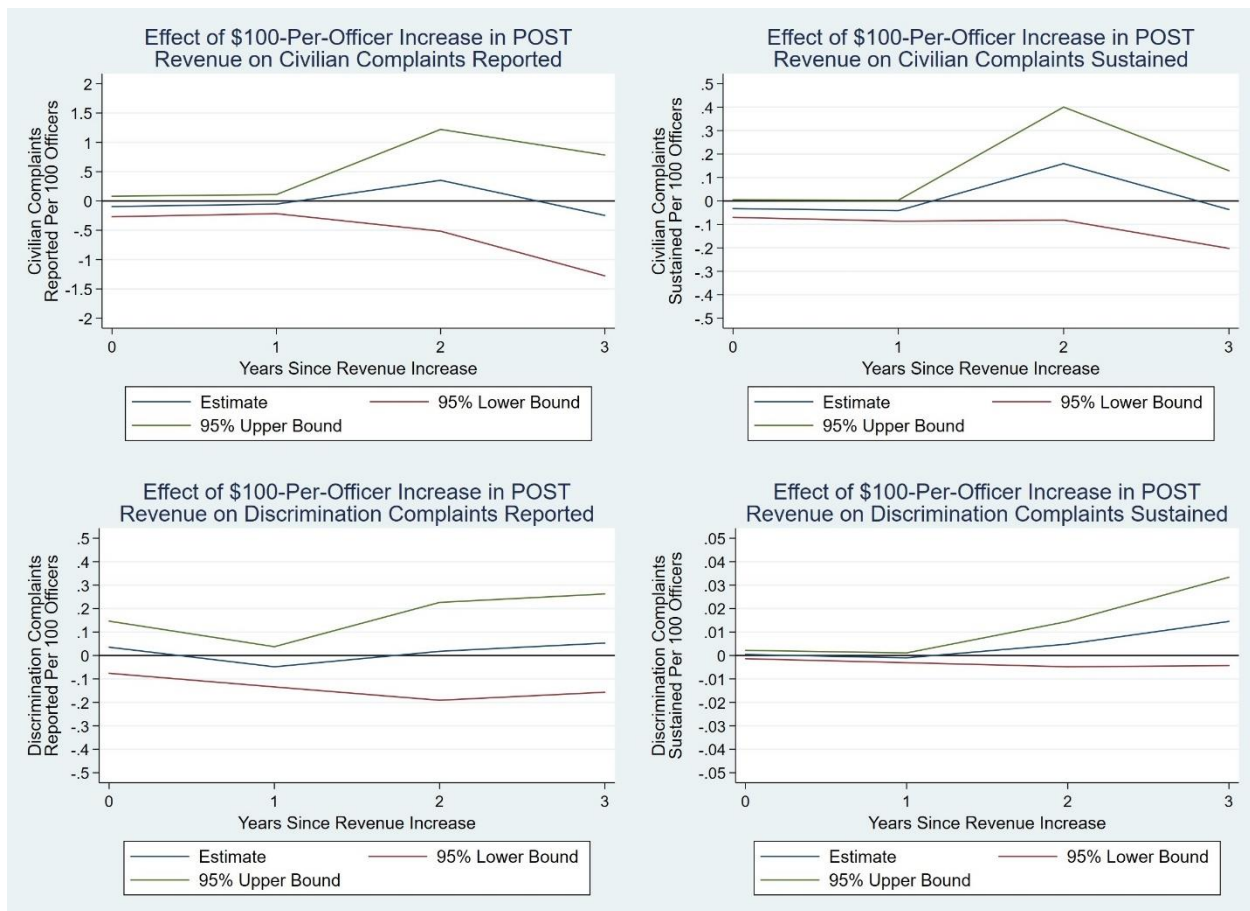 Effect of $100-Per-Officer Increase in POST
Revenue on Civilian Complaints Reported
Civilian Complaints
Reported Per 100 Officers
2
1.5
1
.5
0
-.5
-1
-1.5
-2
0 1 2 3
Years Since Revenue Increase
Estimate 95% Lower Bound
95% Upper Bound
Effect of $100-Per-Officer Increase in POST
Revenue on Civilian Complaints Sustained
Civilian Complaints
Sustained Per 100 Officers
.5
.4
.3
.2
.1
0
-.1
-.2
-.3
-.4
-.5
0 1 2 3
Years Since Revenue Increase
Estimate 95% Lower Bound
95% Upper Bound
Effect of $100-Per-Officer Increase in POST
Revenue on Discrimination Complaints Reported
Discrimination Complaints
Reported Per 100 Officers
.5
.4
.3
.2
.1
0
-.1
-.2
-.3
-.4
-.5
0 1 2 3
Years Since Revenue Increase
Estimate 95% Lower Bound
95% Upper Bound
Effect of $100-Per-Officer Increase in POST
Revenue on Discrimination Complaints Sustained
Discrimination Complaints
Sustained Per 100 Officers
.05
.04
.03
.02
.01
0
-.01
-.02
-.03
-.04
-.05
0 1 2 3
Years Since Revenue Increase
Estimate 95% Lower Bound
95% Upper Bound